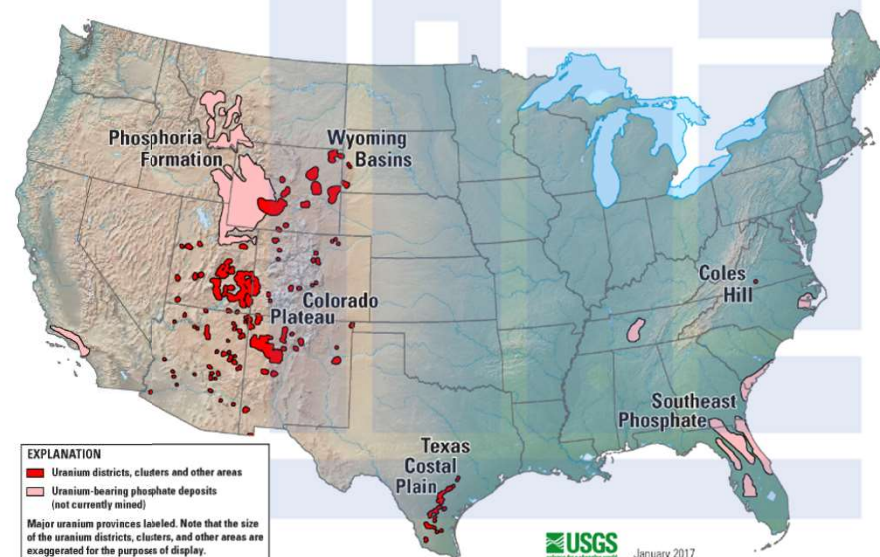 Phosphoria
Formation
Wyoming
Basins
Colorado
Plateau
Coles
Hill
Southeast
Phosphate
Texas
Costal
Plain
EXPLANATION
Uranium districts, clusters and other areas
Uranium-bearing phosphate deposits
(not currently mined)
Major uranium provinces labeled. Note that the size
of the uranium districts, clusters, and other areas are
exaggerated for the purposes of display.
USGS
January 2017